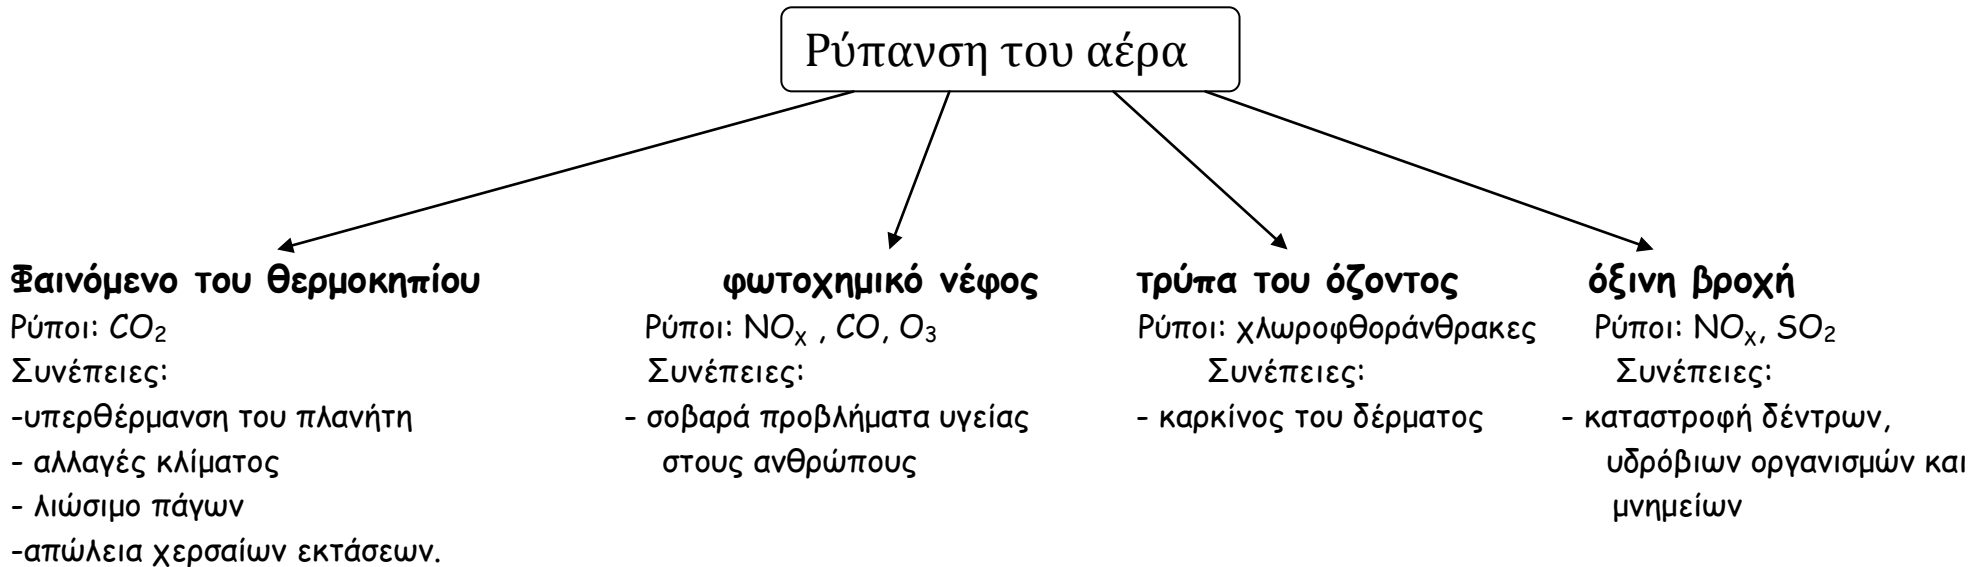 Ρύπανση του αέρα
Φαινόμενο του θερμοκηπίου
Ρύποι: CO₂
Συνέπειες:
-υπερθέρμανση του πλανήτη
- αλλαγές κλίματος
- λιώσιμο πάγων
-απώλεια χερσαίων εκτάσεων.
φωτοχημικό νέφος
Ρύποι: NOₓ , CO, O₃
Συνέπειες:
- σοβαρά προβλήματα υγείας
στους ανθρώπους
τρύπα του όζοντος
Ρύποι: χλωροφθοράνθρακες
Συνέπειες:
- καρκίνος του δέρματος
όξινη βροχή
Ρύποι: NOₓ, SO₂
Συνέπειες:
- καταστροφή δέντρων,
υδρόβιων οργανισμών και
μνημείων